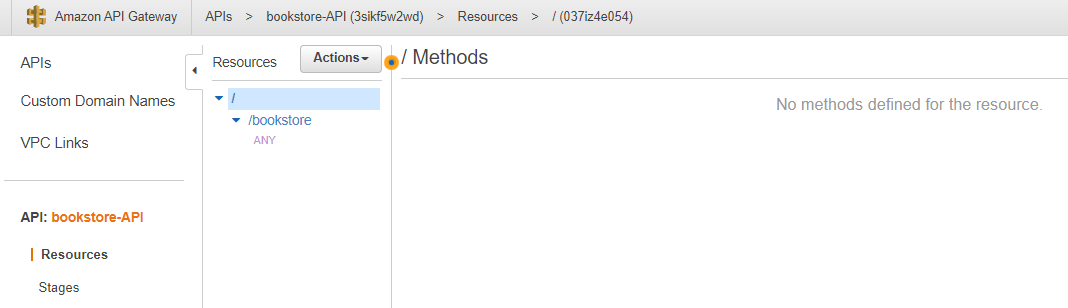 Amazon API Gateway APIs > bookstore-API (3sikf5w2wd) > Resources > / (037iz4e054)
APIs
Custom Domain Names
VPC Links
API: bookstore-API
Resources
Stages
Resources Actions
/
/bookstore
ANY
/ Methods
No methods defined for the resource.